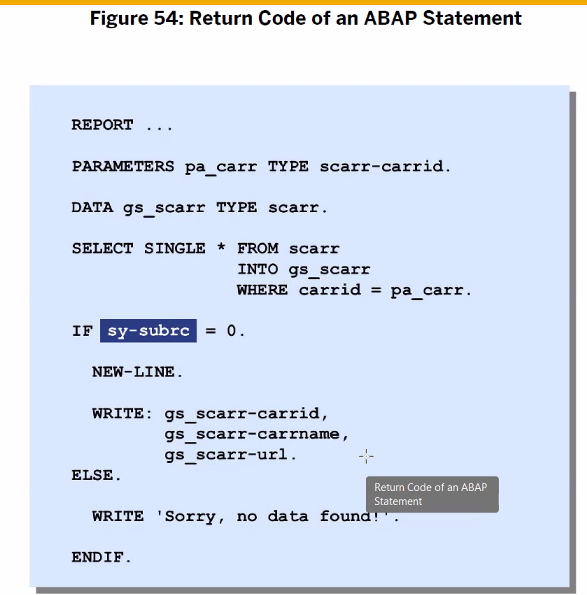 Figure 54: Return Code of an ABAP Statement
REPORT ...
PARAMETERS pa_carr TYPE scarr-carrid.
DATA gs_scarr TYPE scarr.
SELECT SINGLE * FROM scarr
INTO gs_scarr
WHERE carrid = pa_carr.
IF sy-subrc = 0.
NEW-LINE.
WRITE: gs_scarr-carrid,
gs_scarr-carrname,
gs_scarr-url.
ELSE.
Return Code of an ABAP
Statement
WRITE 'Sorry, no data found!'.
ENDIF.